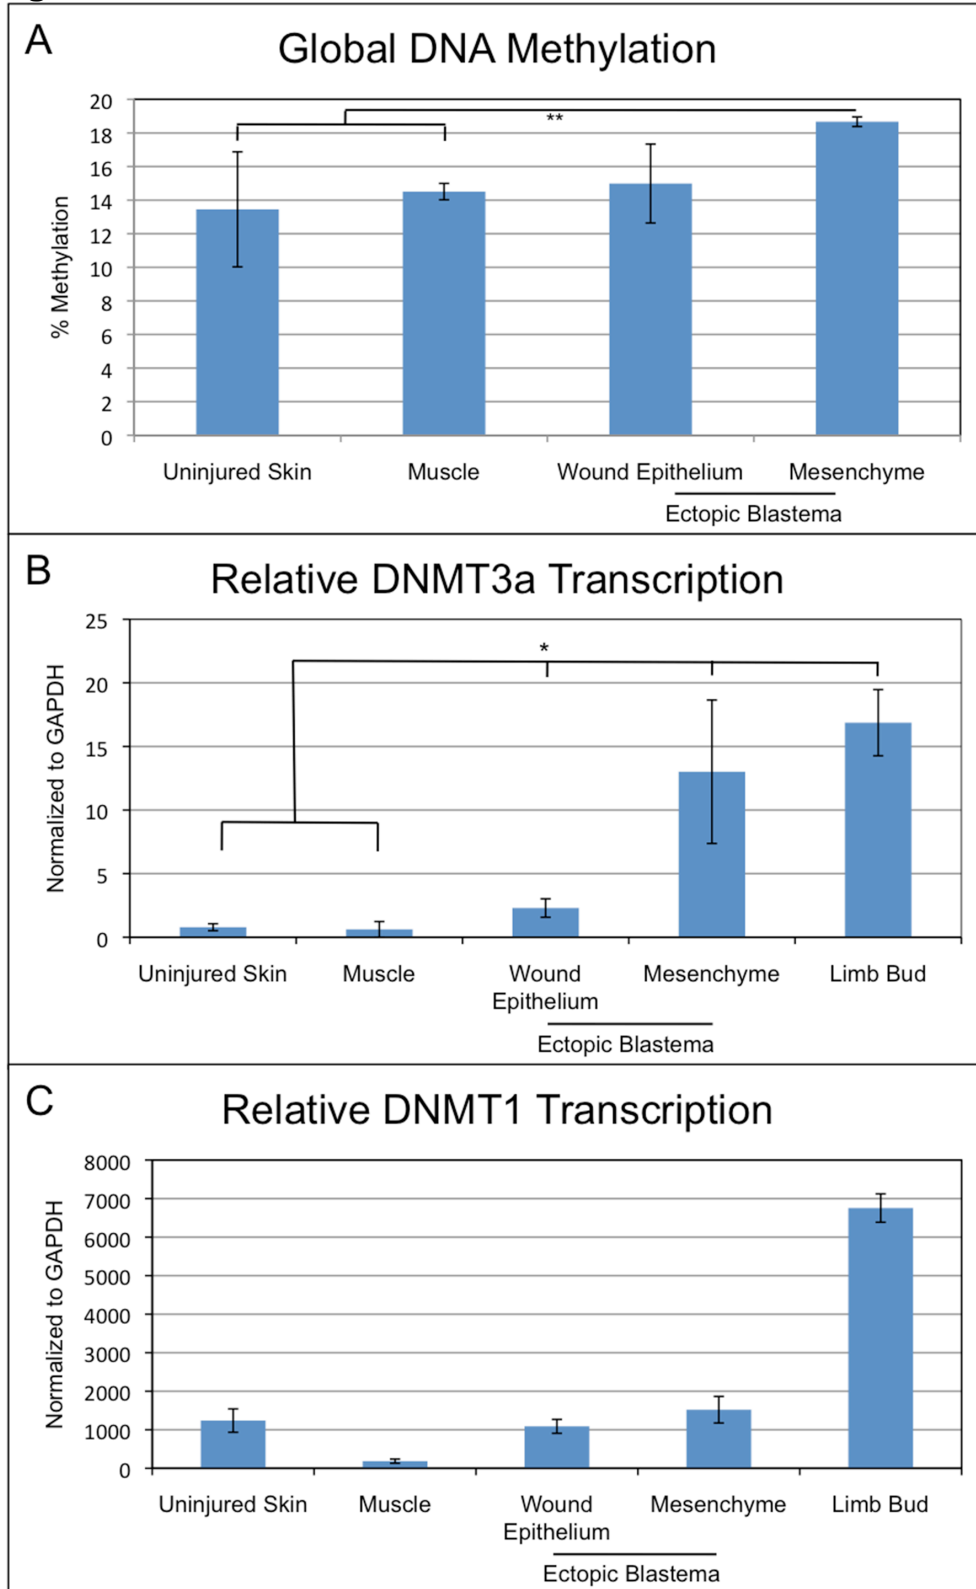 A
Global DNA Methylation
20
18
16
14
12
10
8
6
4
2
0
% Methylation
**
Uninjured Skin
Muscle
Wound Epithelium
Mesenchyme
Ectopic Blastema
B
Relative DNMT3a Transcription
25
20
15
10
5
0
Normalized to GAPDH
*
Uninjured Skin
Muscle
Wound
Epithelium
Mesenchyme
Limb Bud
Ectopic Blastema
C
Relative DNMT1 Transcription
8000
7000
6000
5000
4000
3000
2000
1000
0
Normalized to GAPDH
Uninjured Skin
Muscle
Wound
Epithelium
Mesenchyme
Limb Bud
Ectopic Blastema